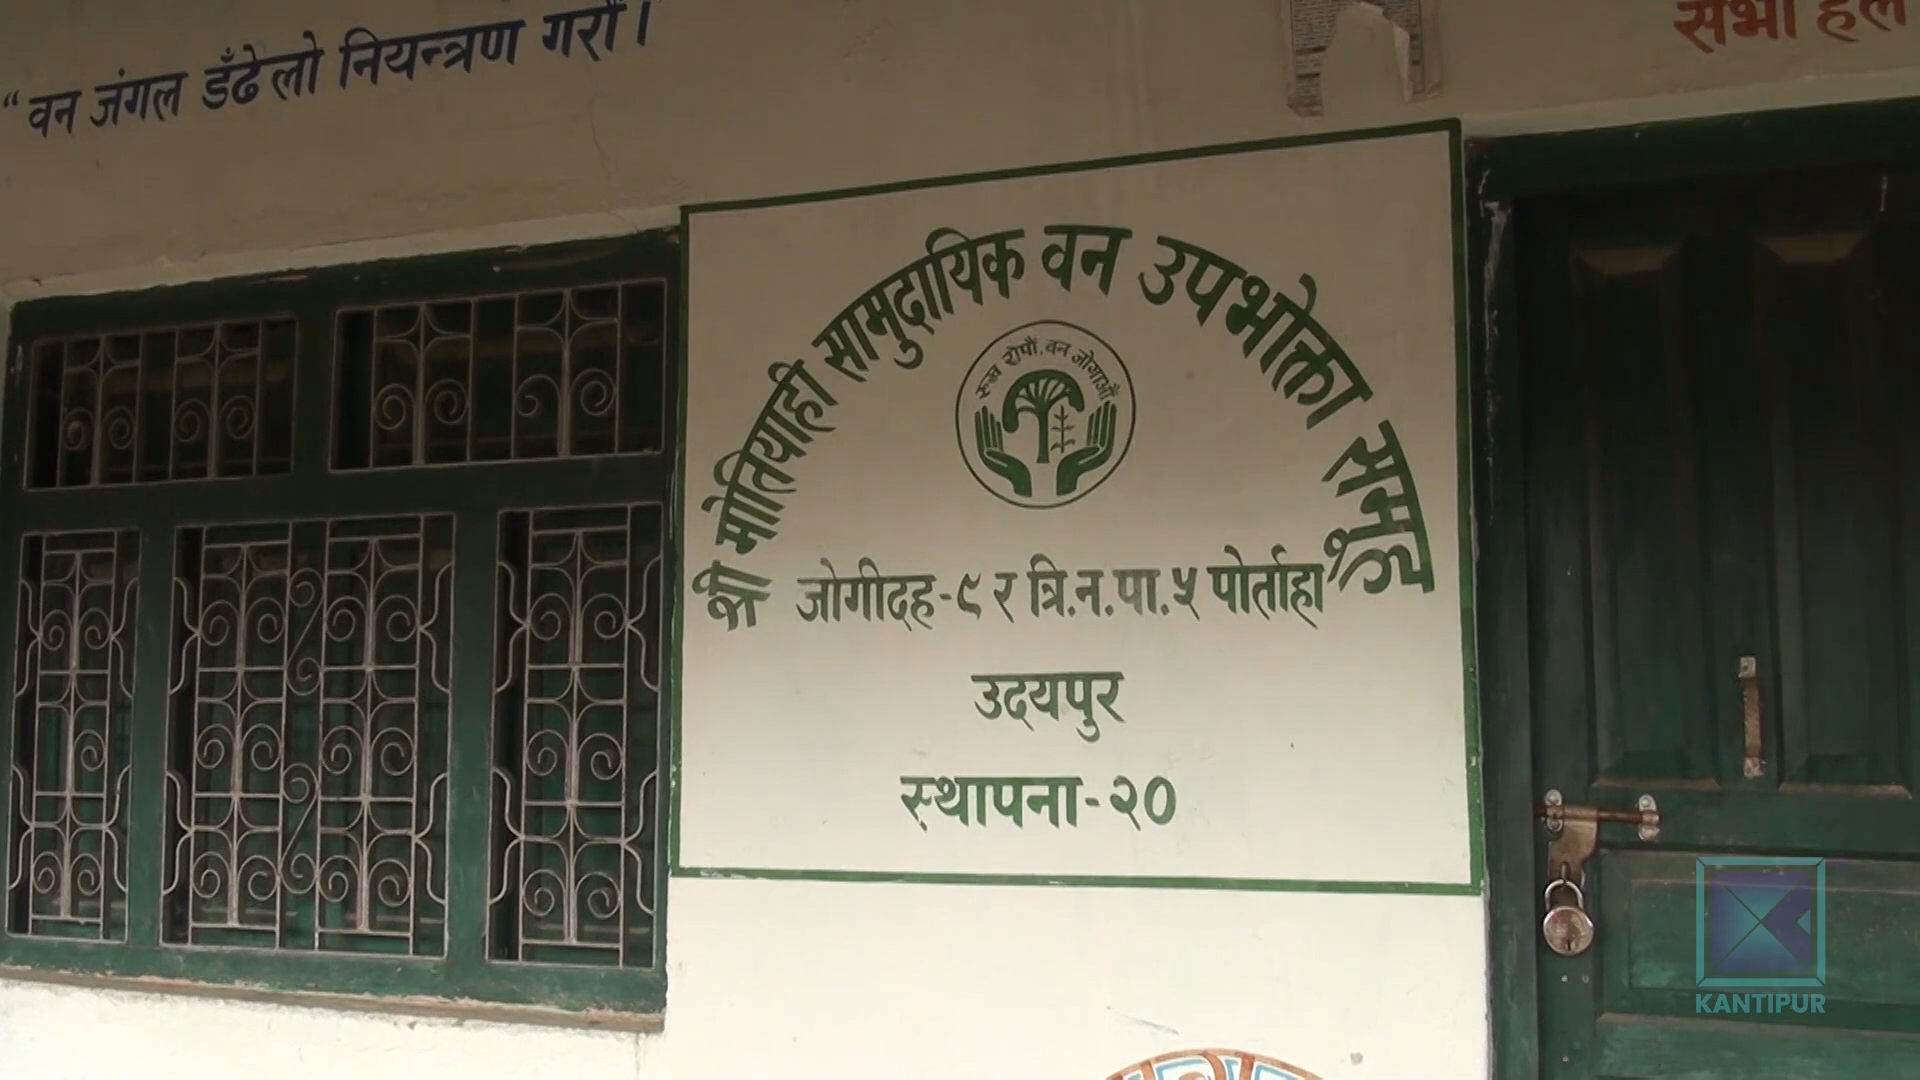 “वन जंगल डँढेलो नियन्त्रण गरौं।
सभा हल
श्री मोतियाही सामुदायिक वन उपभोक्ता समूह
रूख रोपौं, वन जोगाऔं
जोगीदह-९ र त्रि.न.पा.५ पोर्ताहा
उदयपुर
स्थापना-२०
KANTIPUR